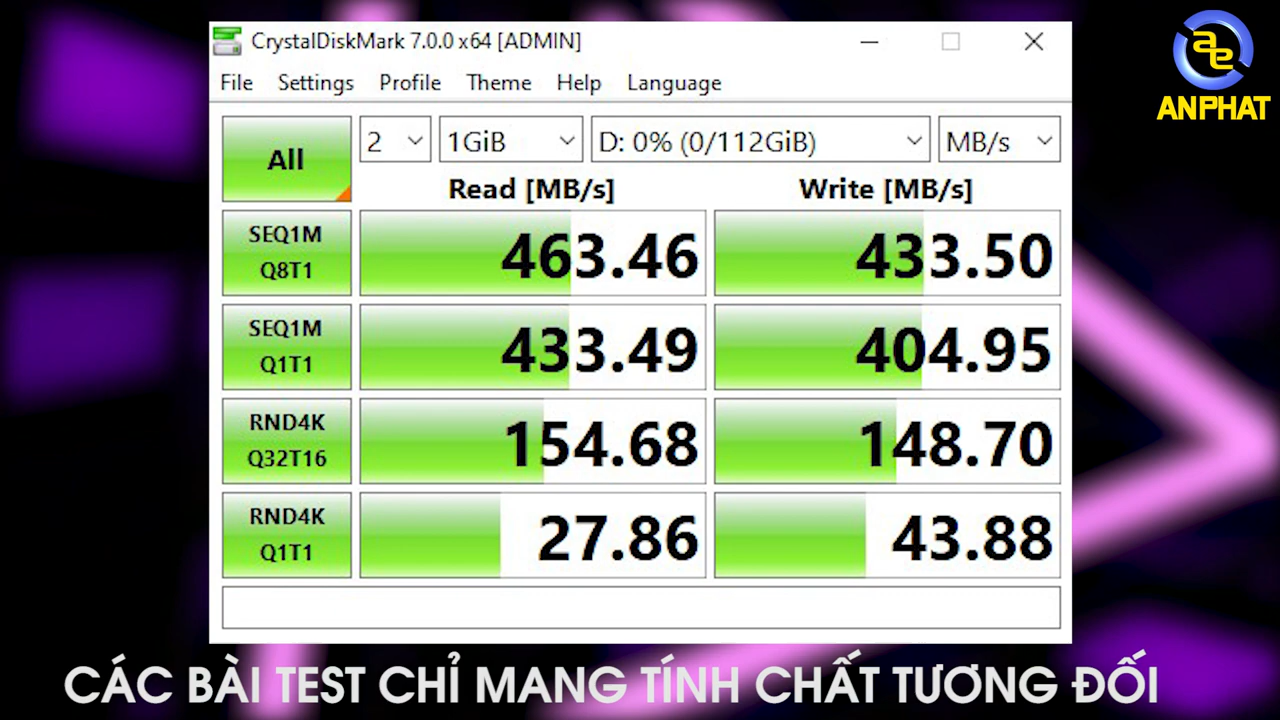 CrystalDiskMark 7.0.0 x64 [ADMIN]
File Settings Profile Theme Help Language
All 2 1GiB D: 0% (0/112GiB) MB/s
Read [MB/s] Write [MB/s]
SEQ1M
Q8T1
463.46 433.50
SEQ1M
Q1T1
433.49 404.95
RND4K
Q32T16
154.68 148.70
RND4K
Q1T1
27.86 43.88
ae
ANPHAT
CÁC BÀI TEST CHỈ MANG TÍNH CHẤT TƯƠNG ĐỐI